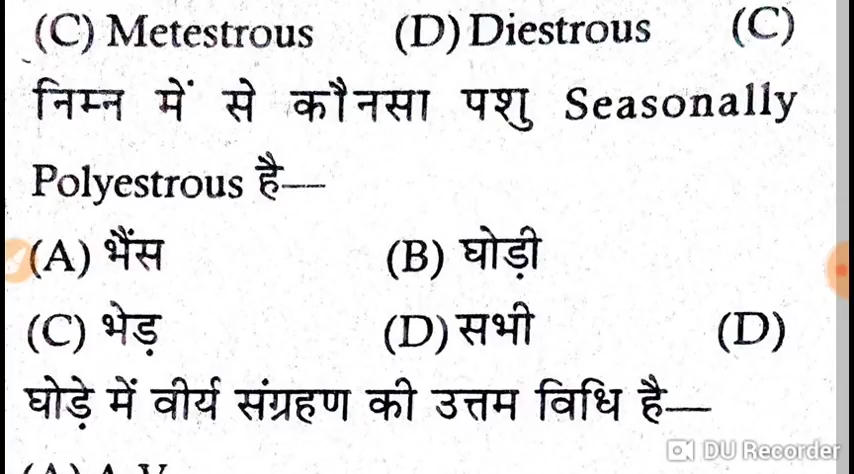 (C) Metestrous (D) Diestrous (C)
निम्न में से कौनसा पशु Seasonally
Polyestrous है—
(A) भैंस (B) घोड़ी
(C) भेड़ (D) सभी (D)
घोड़े में वीर्य संग्रहण की उत्तम विधि है—
DU Recorder
(A) A.V.